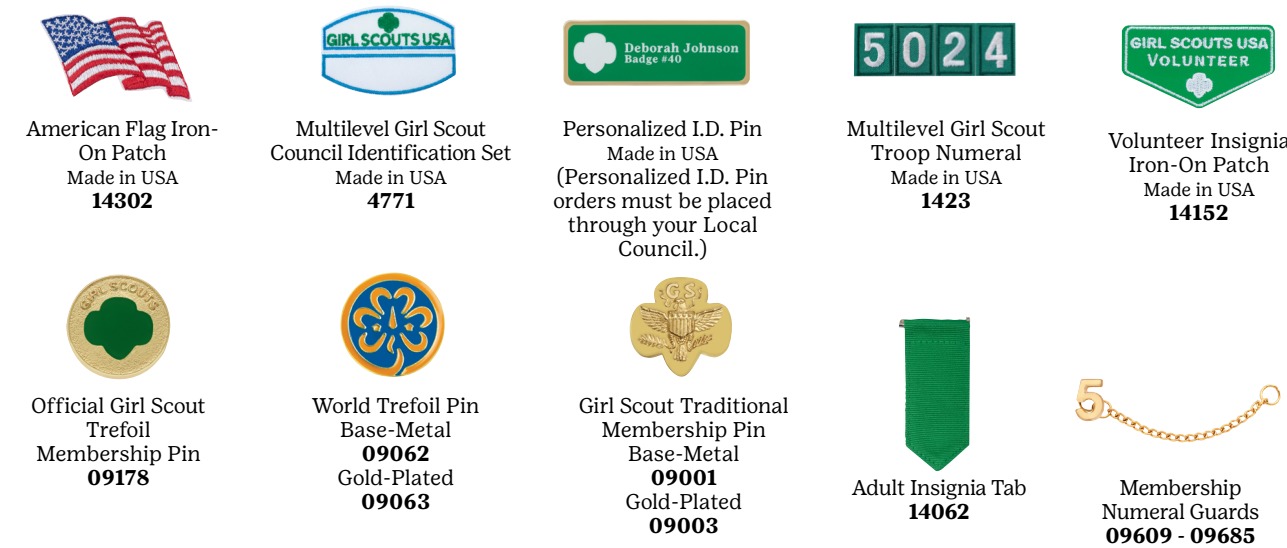 GIRL SCOUTS USA
Deborah Johnson
Badge #40
5024
GIRL SCOUTS USA
VOLUNTEER
American Flag Iron-
On Patch
Made in USA
14302
Multilevel Girl Scout
Council Identification Set
Made in USA
4771
Personalized I.D. Pin
Made in USA
(Personalized I.D. Pin
orders must be placed
through your Local
Council.)
Multilevel Girl Scout
Troop Numeral
Made in USA
1423
Volunteer Insignia
Iron-On Patch
Made in USA
14152
GIRL SCOUTS
Official Girl Scout
Trefoil
Membership Pin
09178
World Trefoil Pin
Base-Metal
09062
Gold-Plated
09063
GS
Girl Scout Traditional
Membership Pin
Base-Metal
09001
Gold-Plated
09003
Adult Insignia Tab
14062
5
Membership
Numeral Guards
09609 - 09685